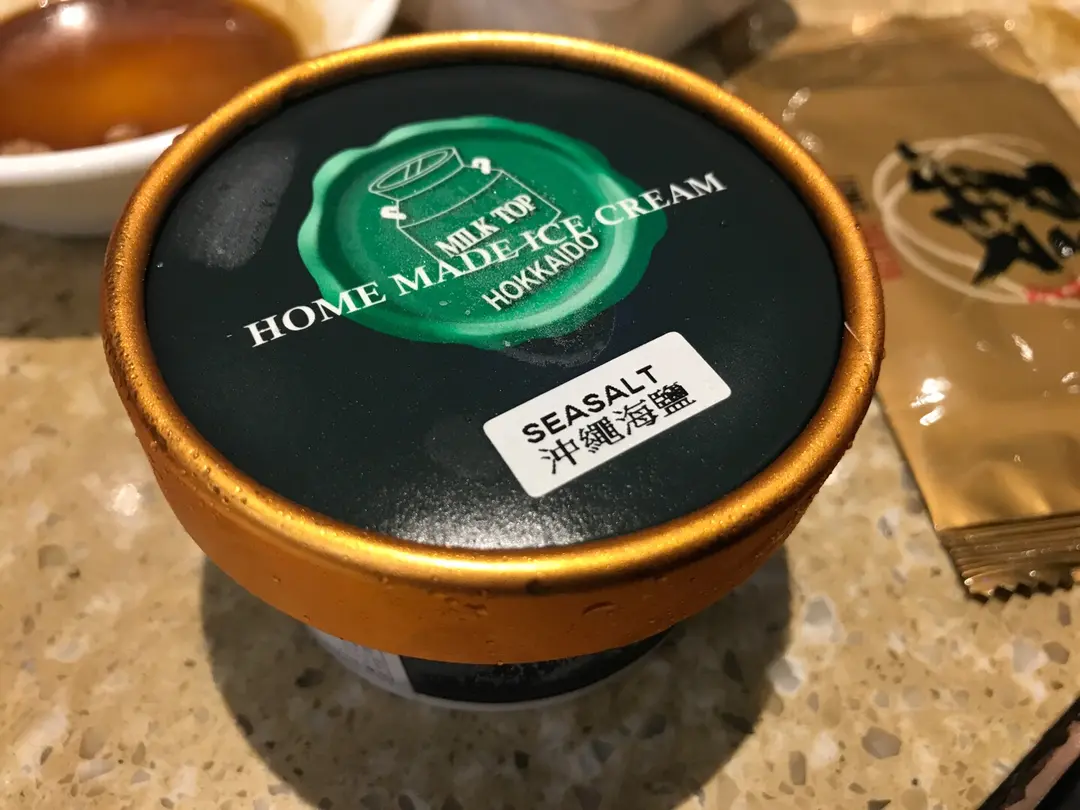 MILK TOP
HOME MADE ICE CREAM
HOKKAIDO
SEASALT
沖繩海鹽